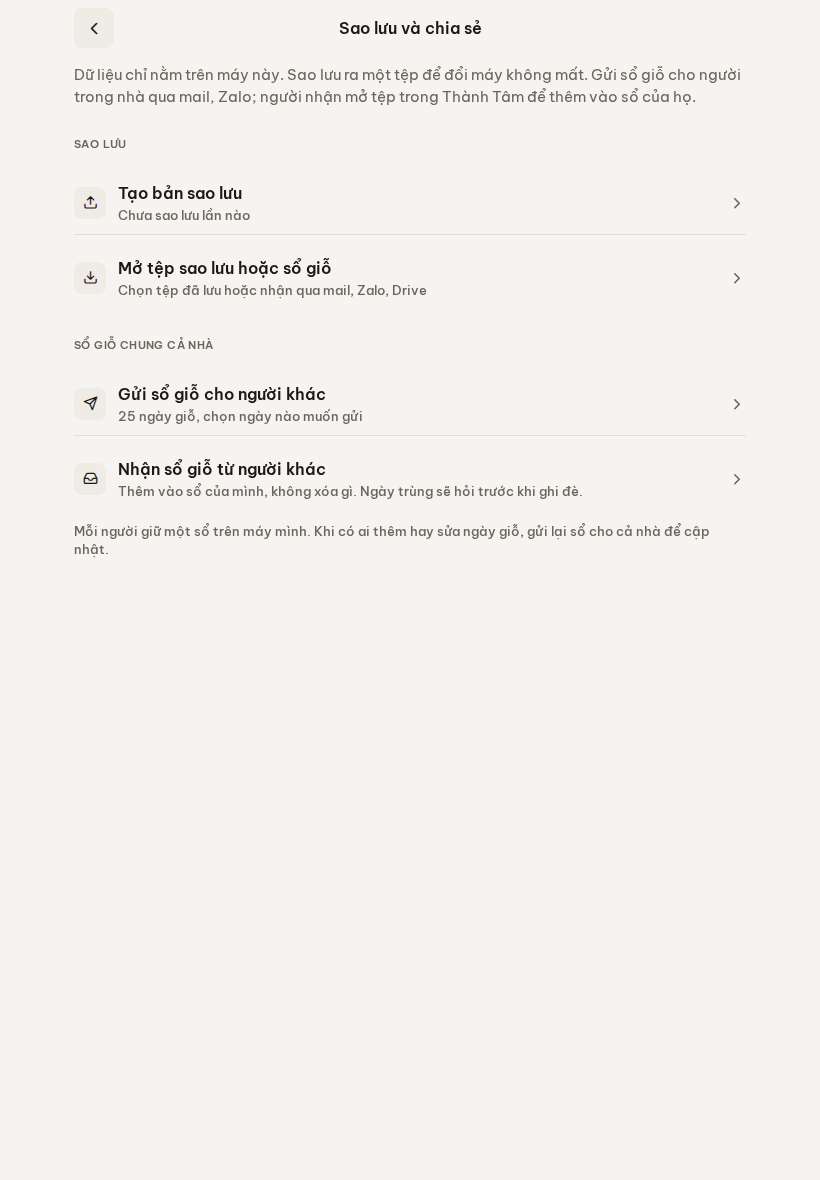 Sao lưu và chia sẻ
Dữ liệu chỉ nằm trên máy này. Sao lưu ra một tệp để đổi máy không mất. Gửi sổ giỗ cho người
trong nhà qua mail, Zalo; người nhận mở tệp trong Thành Tâm để thêm vào sổ của họ.
SAO LƯU
Tạo bản sao lưu
Chưa sao lưu lần nào
Mở tệp sao lưu hoặc sổ giỗ
Chọn tệp đã lưu hoặc nhận qua mail, Zalo, Drive
SỔ GIỖ CHUNG CẢ NHÀ
Gửi sổ giỗ cho người khác
25 ngày giỗ, chọn ngày nào muốn gửi
Nhận sổ giỗ từ người khác
Thêm vào sổ của mình, không xóa gì. Ngày trùng sẽ hỏi trước khi ghi đè.
Mỗi người giữ một sổ trên máy mình. Khi có ai thêm hay sửa ngày giỗ, gửi lại sổ cho cả nhà để cập
nhật.